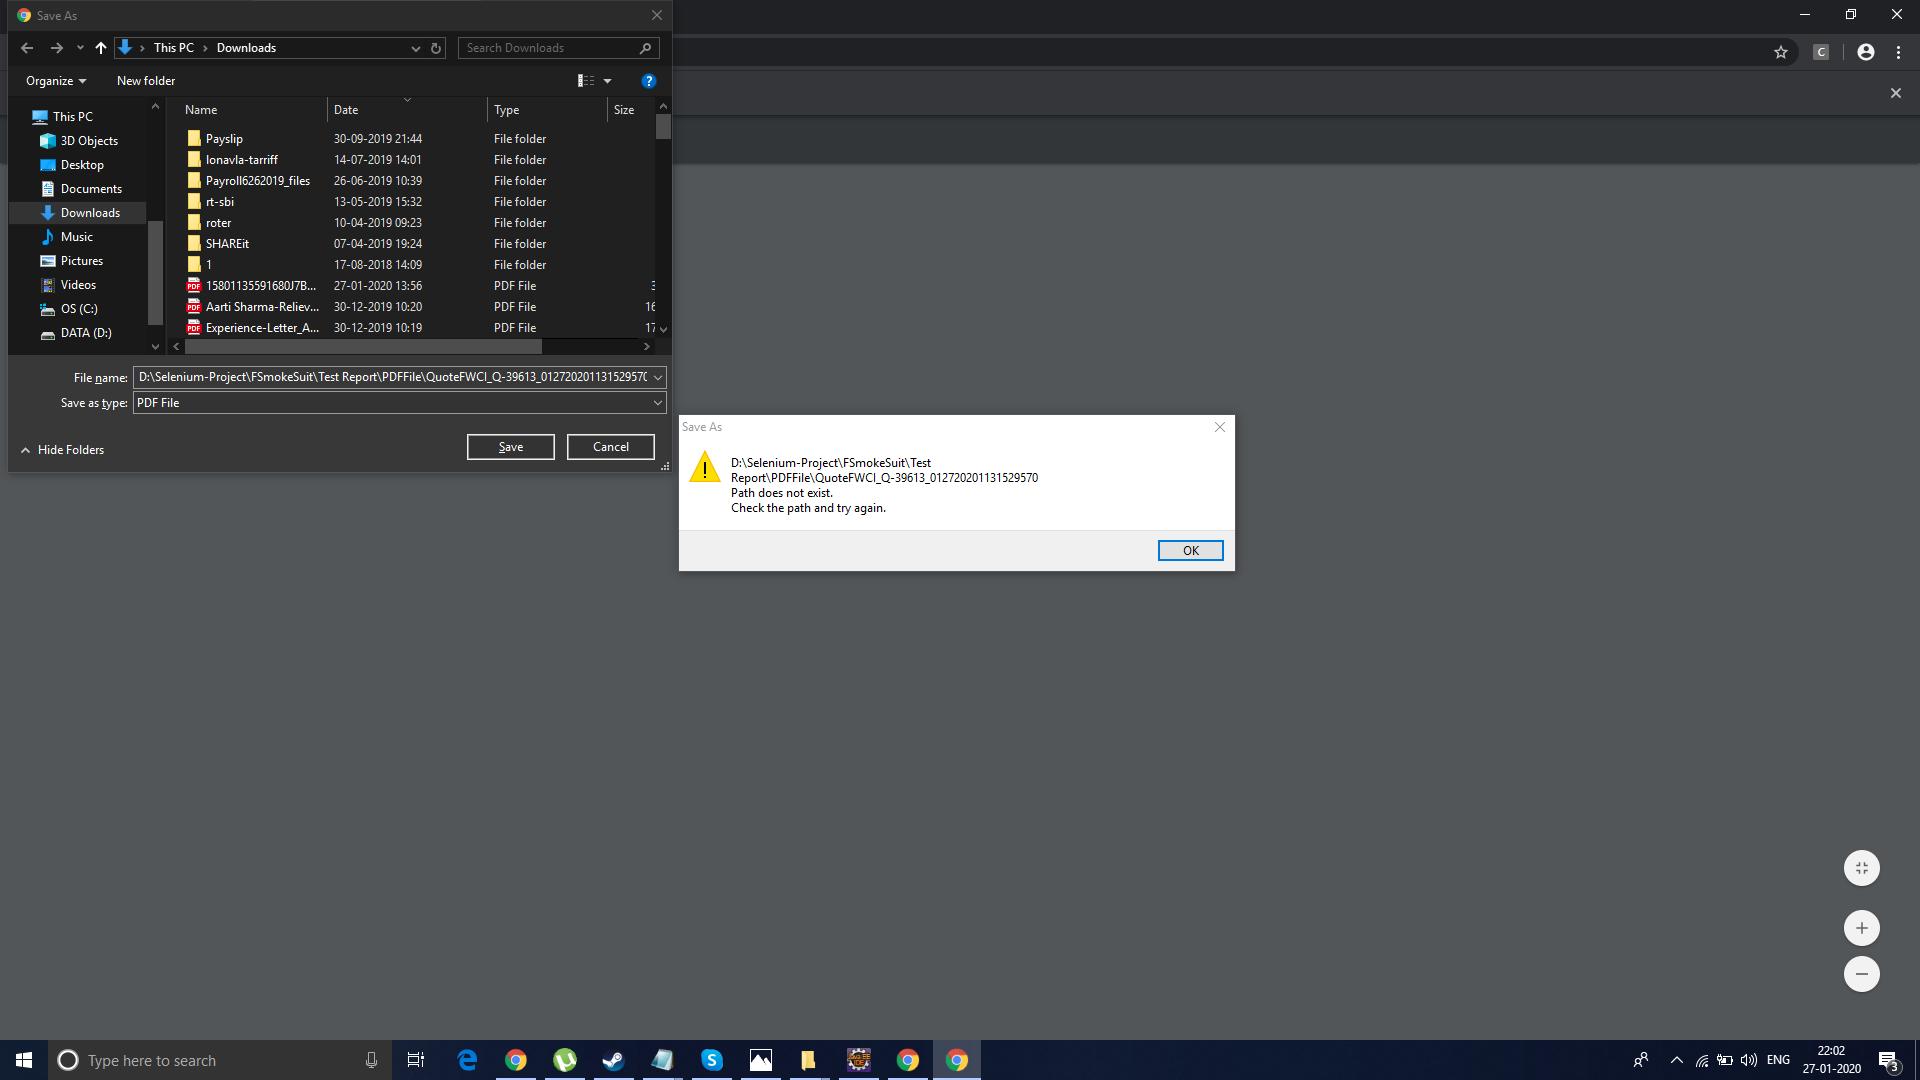 Save As
This PC
Downloads
Search Downloads
Organize
New folder
?
C
This PC
3D Objects
Desktop
Documents
Downloads
Music
Pictures
Videos
OS (C:)
DATA (D:)
Name Date Type Size
Payslip 30-09-2019 21:44 File folder
lonavla-tarriff 14-07-2019 14:01 File folder
Payroll6262019_files 26-06-2019 10:39 File folder
rt-sbi 13-05-2019 15:32 File folder
roter 10-04-2019 09:23 File folder
SHAREit 07-04-2019 19:24 File folder
1 17-08-2018 14:09 File folder
15801135591680J7B... 27-01-2020 13:56 PDF File 3
Aarti Sharma-Reliev... 30-12-2019 10:20 PDF File 16
Experience-Letter_A... 30-12-2019 10:19 PDF File 17
File name: D:\Selenium-Project\FSmokeSuit\Test Report\PDFFile\QuoteFWCI_Q-39613_012720201131529570
Save as type: PDF File
Hide Folders
Save
Cancel
Save As
D:\Selenium-Project\FSmokeSuit\Test
Report\PDFFile\QuoteFWCI_Q-39613_012720201131529570
Path does not exist.
Check the path and try again.
OK
Type here to search
ENG
22:02
27-01-2020
3